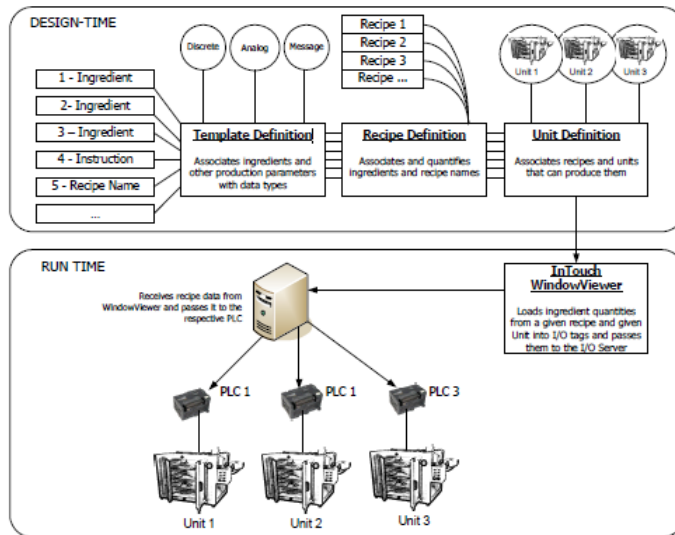 DESIGN-TIME
Discrete
Analog
Message
Recipe 1
Recipe 2
Recipe 3
Recipe ...
Unit 1
Unit 2
Unit 3
1 - Ingredient
2- Ingredient
3 – Ingredient
4 - Instruction
5 - Recipe Name
...
Template Definition
Associates ingredients and
other production parameters
with data types
Recipe Definition
Associates and quantifies
ingredients and recipe names
Unit Definition
Associates recipes and units
that can produce them
RUN TIME
Receives recipe data from
WindowViewer and passes it to the
respective PLC
InTouch
WindowViewer
Loads ingredient quantities
from a given recipe and given
Unit into I/O tags and passes
them to the I/O Server
PLC 1
PLC 1
PLC 3
Unit 1
Unit 2
Unit 3